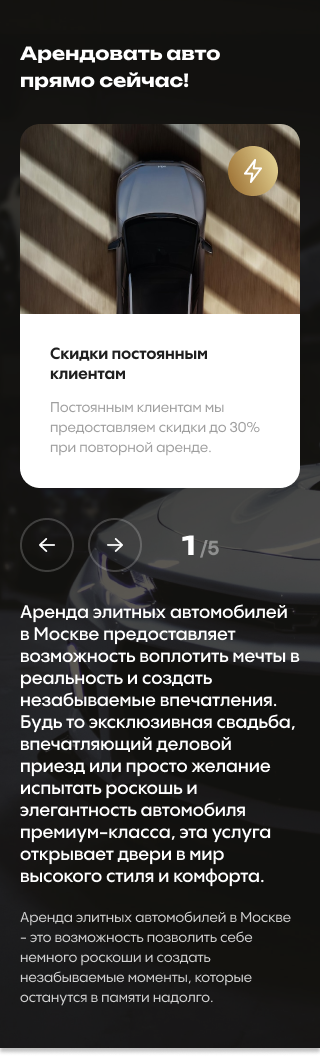 Арендовать авто
прямо сейчас!
Скидки постоянным
клиентам
Постоянным клиентам мы
предоставляем скидки до 30%
при повторной аренде.
1 /5
Аренда элитных автомобилей
в Москве предоставляет
возможность воплотить мечты в
реальность и создать
незабываемые впечатления.
Будь то эксклюзивная свадьба,
впечатляющий деловой
приезд или просто желание
испытать роскошь и
элегантность автомобиля
премиум-класса, эта услуга
открывает двери в мир
высокого стиля и комфорта.
Аренда элитных автомобилей в Москве
- это возможность позволить себе
немного роскоши и создать
незабываемые моменты, которые
останутся в памяти надолго.